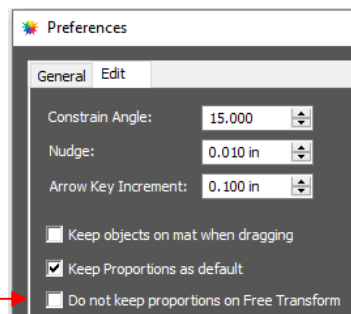 Preferences
General Edit
Constrain Angle: 15.000
Nudge: 0.010 in
Arrow Key Increment: 0.100 in
Keep objects on mat when dragging
Keep Proportions as default
Do not keep proportions on Free Transform